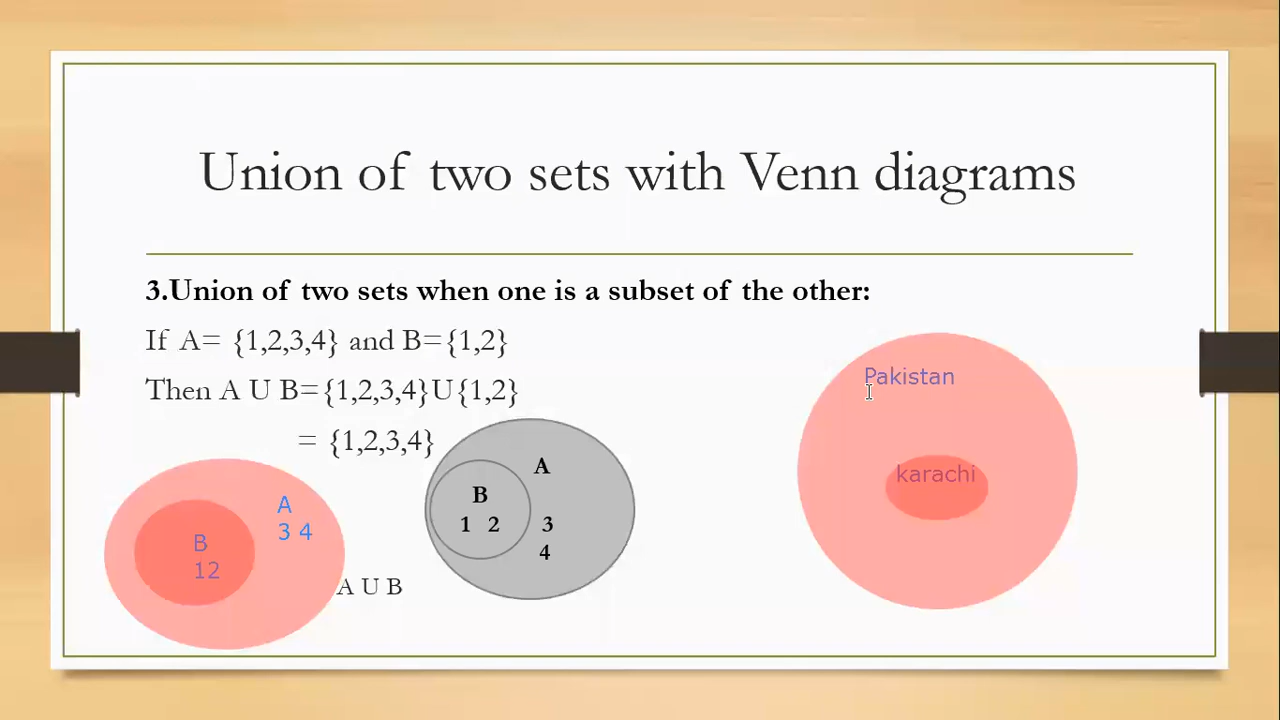 Union of two sets with Venn diagrams
3.Union of two sets when one is a subset of the other:
If A= {1,2,3,4} and B={1,2}
Then A U B={1,2,3,4}U{1,2}
= {1,2,3,4}
A
3 4
B
12
A U B
A
B
1 2
3
4
Pakistan
karachi